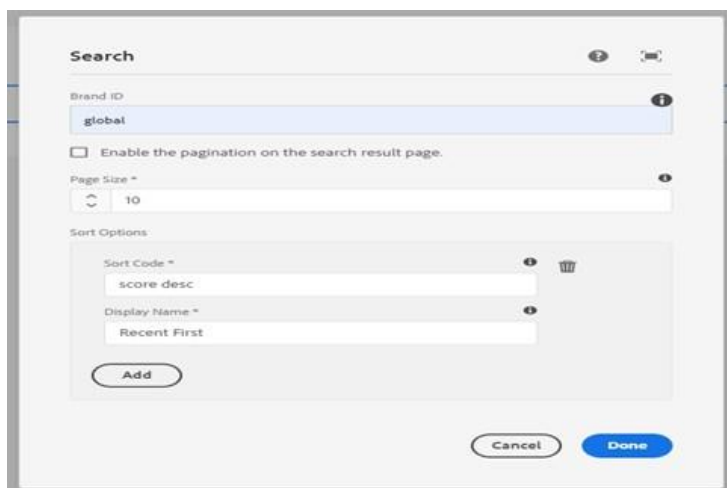 Search
Brand ID
global
Enable the pagination on the search result page.
Page Size *
10
Sort Options
Sort Code *
score desc
Display Name *
Recent First
Add
Cancel
Done